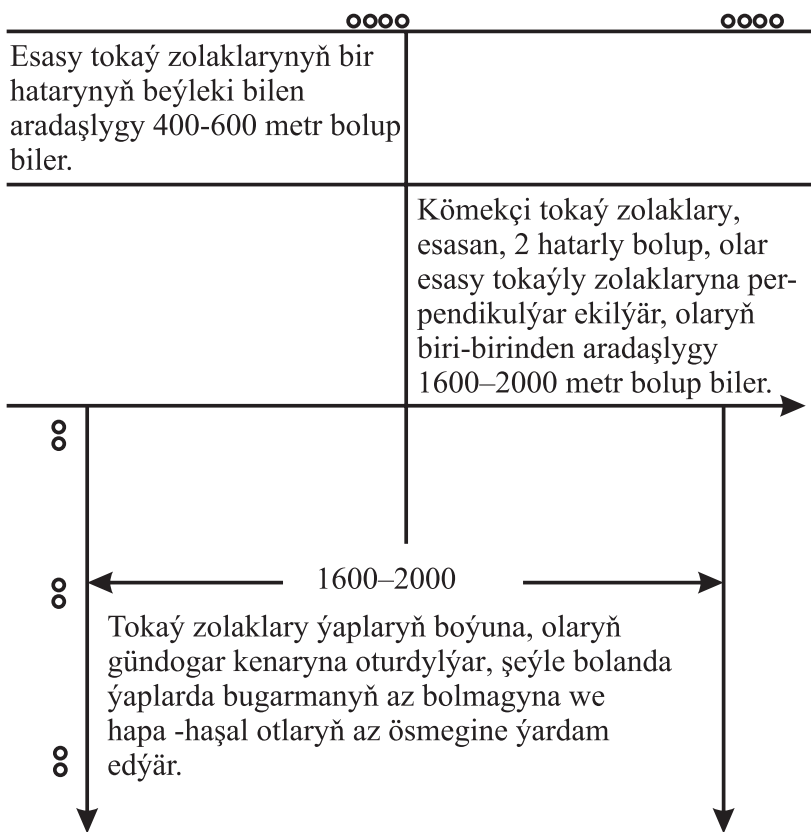 Esasy tokaý zolaklarynyň bir
hatarynyň beýleki bilen
aradaşlygy 400-600 metr bolup
biler.
Kömekçi tokaý zolaklary,
esasan, 2 hatarly bolup, olar
esasy tokaýly zolaklaryna per-
pendikulýar ekilýär, olaryň
biri-birinden aradaşlygy
1600–2000 metr bolup biler.
1600–2000
Tokaý zolaklary ýaplaryň boýuna, olaryň
gündogar kenaryna oturdylýar, şeýle bolanda
ýaplarda bugarmanyň az bolmagyna we
hapa -haşal otlaryň az ösmegine ýardam
edýär.